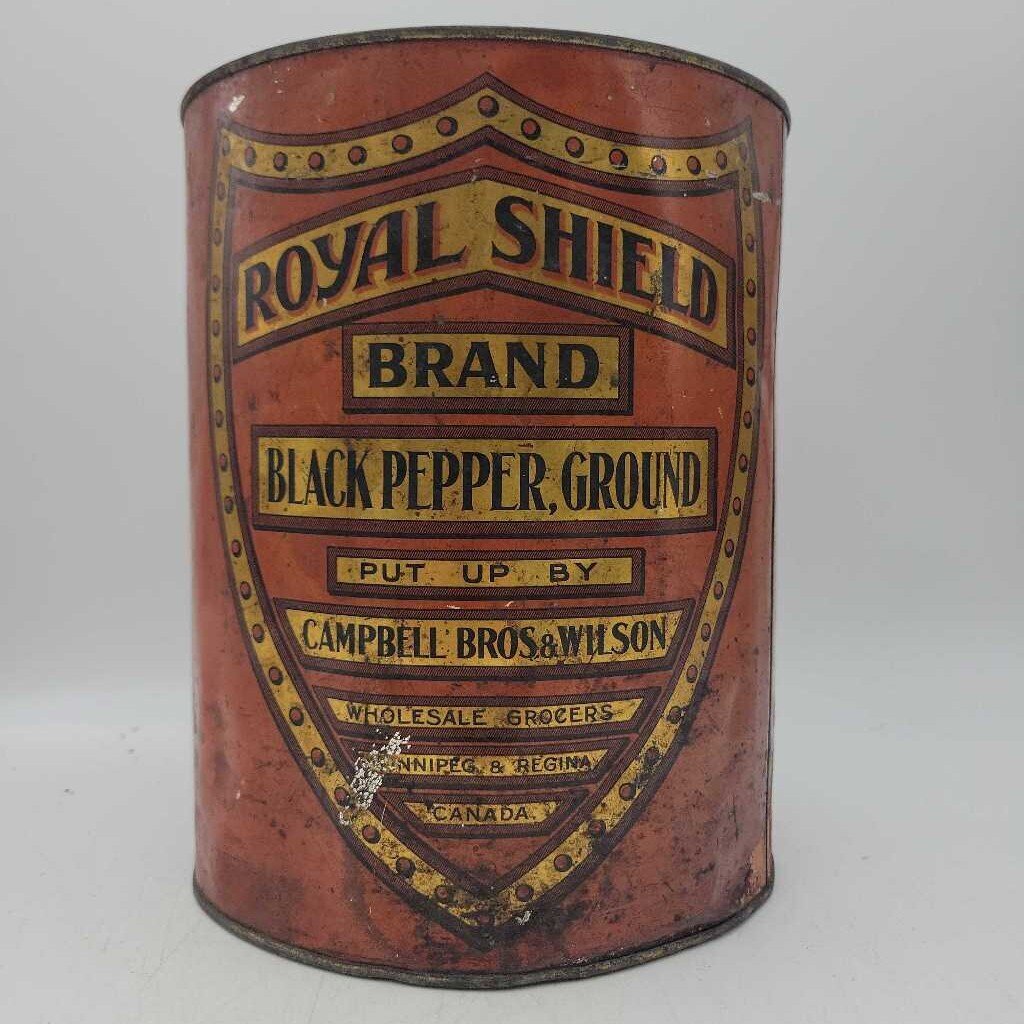 ROYAL SHIELD
BRAND
BLACK PEPPER, GROUND
PUT UP BY
CAMPBELL BROS & WILSON
WHOLESALE GROCERS
& REGINA
CANADA.